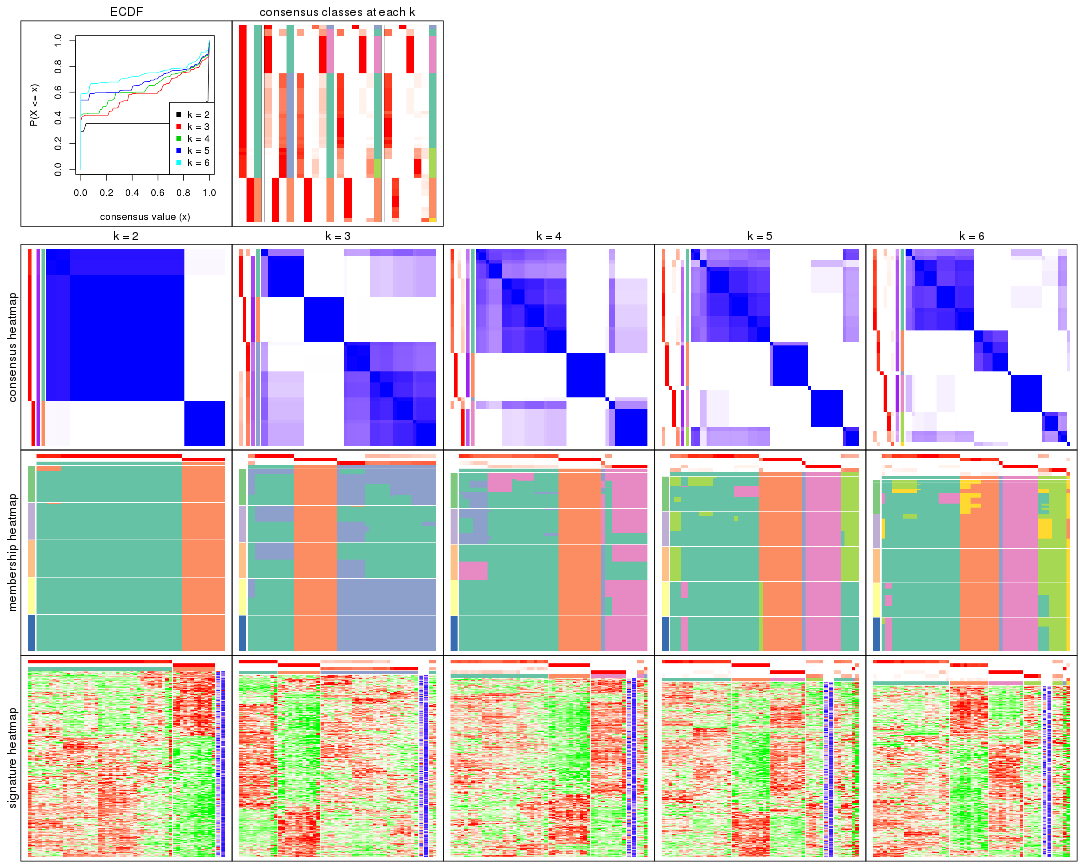 ECDF
consensus classes at each k
P(X <= x)
1.0
0.8
0.6
0.4
0.2
0.0
k = 2
k = 3
k = 4
k = 5
k = 6
0.0 0.2 0.4 0.6 0.8 1.0
consensus value (x)
k = 2
k = 3
k = 4
k = 5
k = 6
consensus heatmap
membership heatmap
signature heatmap